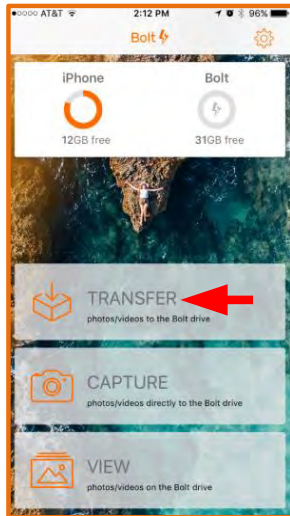 AT&T 2:12 PM 96%
Bolt
iPhone Bolt
12GB free 31GB free
TRANSFER
photos/videos to the Bolt drive
CAPTURE
photos/videos directly to the Bolt drive
VIEW
photos/videos on the Bolt drive